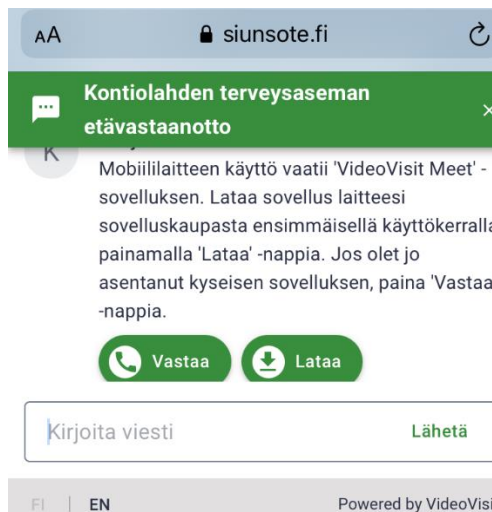 AA siunsote.fi
Kontiolahden terveysaseman
etävastaanotto
K
Mobiililaitteen käyttö vaatii 'VideoVisit Meet' -
sovelluksen. Lataa sovellus laitteesi
sovelluskaupasta ensimmäisellä käyttökerralla
painamalla 'Lataa' -nappia. Jos olet jo
asentanut kyseisen sovelluksen, paina 'Vastaa
-nappia.
Vastaa Lataa
Kirjoita viesti Lähetä
FI | EN Powered by VideoVisi